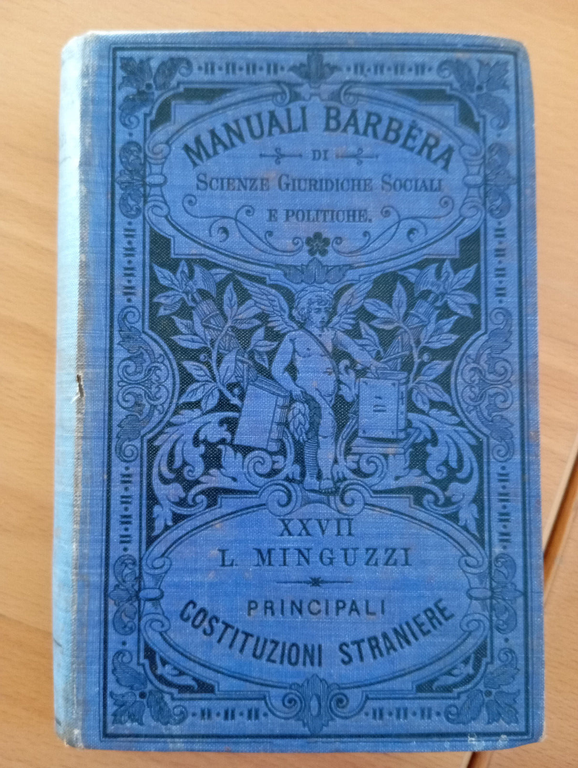 MANUALI BARBÈRA
DI
SCIENZE GIURIDICHE SOCIALI
E POLITICHE.
XXVII
L. MINGUZZI
PRINCIPALI
COSTITUZIONI STRANIERE